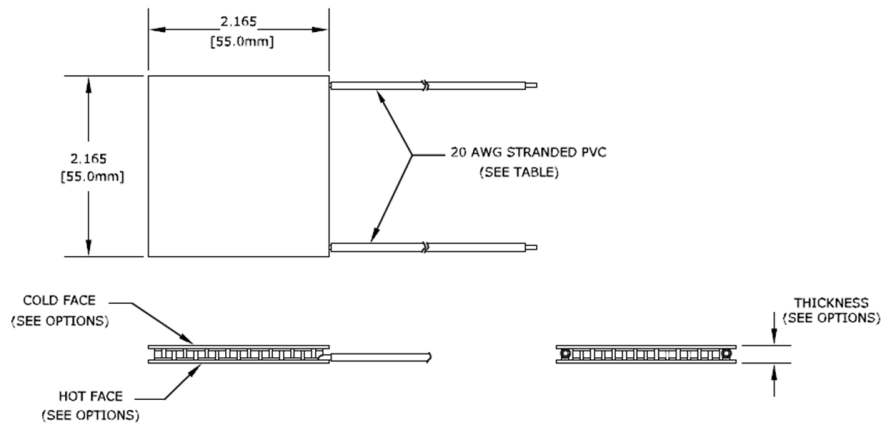 2.165
[55.0mm]
2.165
[55.0mm]
20 AWG STRANDED PVC
(SEE TABLE)
COLD FACE
(SEE OPTIONS)
THICKNESS
(SEE OPTIONS)
HOT FACE
(SEE OPTIONS)